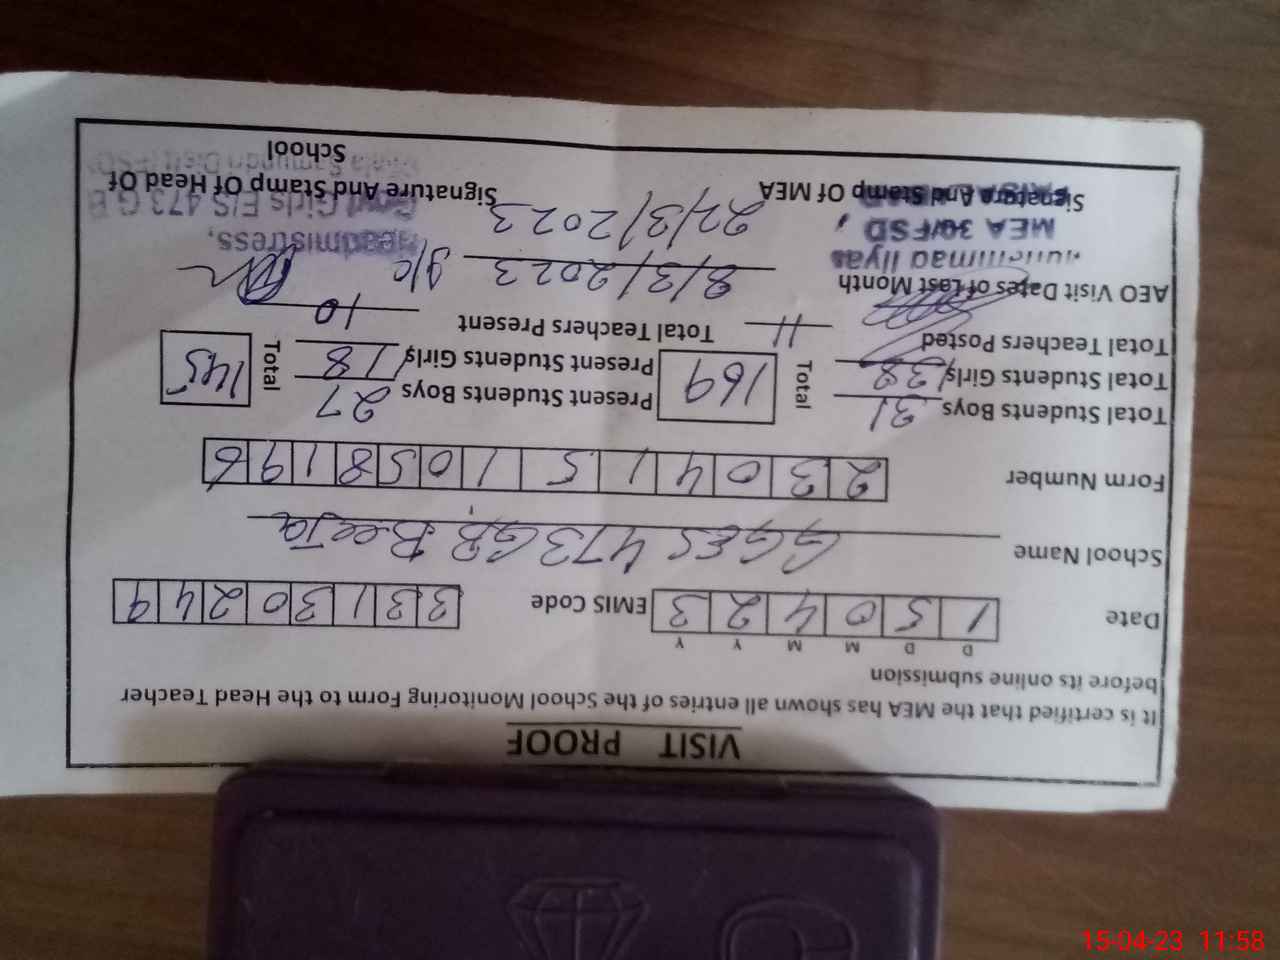 VISIT PROOF
It is certified that the MEA has shown all entries of the School Monitoring Form to the Head Teacher
before its online submission
D D M M Y Y
Date 1 5 0 4 2 3 EMIS Code 3 3 1 3 0 2 4 9
School Name GGES 473 GB Beeja
Form Number 2 3 0 4 1 5 1 0 5 8 1 9 6
Total Students Boys 31 Total 169 Present Students Boys 27 Total 145
Total Students Girls 138 Present Students Girls 118
Total Teachers Posted 11 Total Teachers Present 10
AEO Visit Dates of Last Month 8/3/2023
22/3/2023
Ilyas
MEA 30/FSD
Signature And Stamp Of MEA Signature And Stamp Of Head Of
School
Govt Girls E/S 473 G.B
15-04-23 11:58